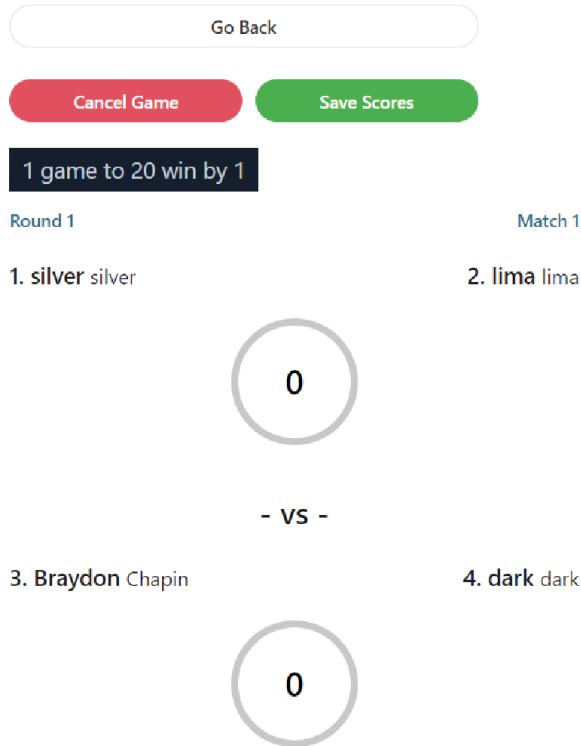 Go Back
Cancel Game Save Scores
1 game to 20 win by 1
Round 1 Match 1
1. silver silver 2. lima lima
0
- vs -
3. Braydon Chapin 4. dark dark
0